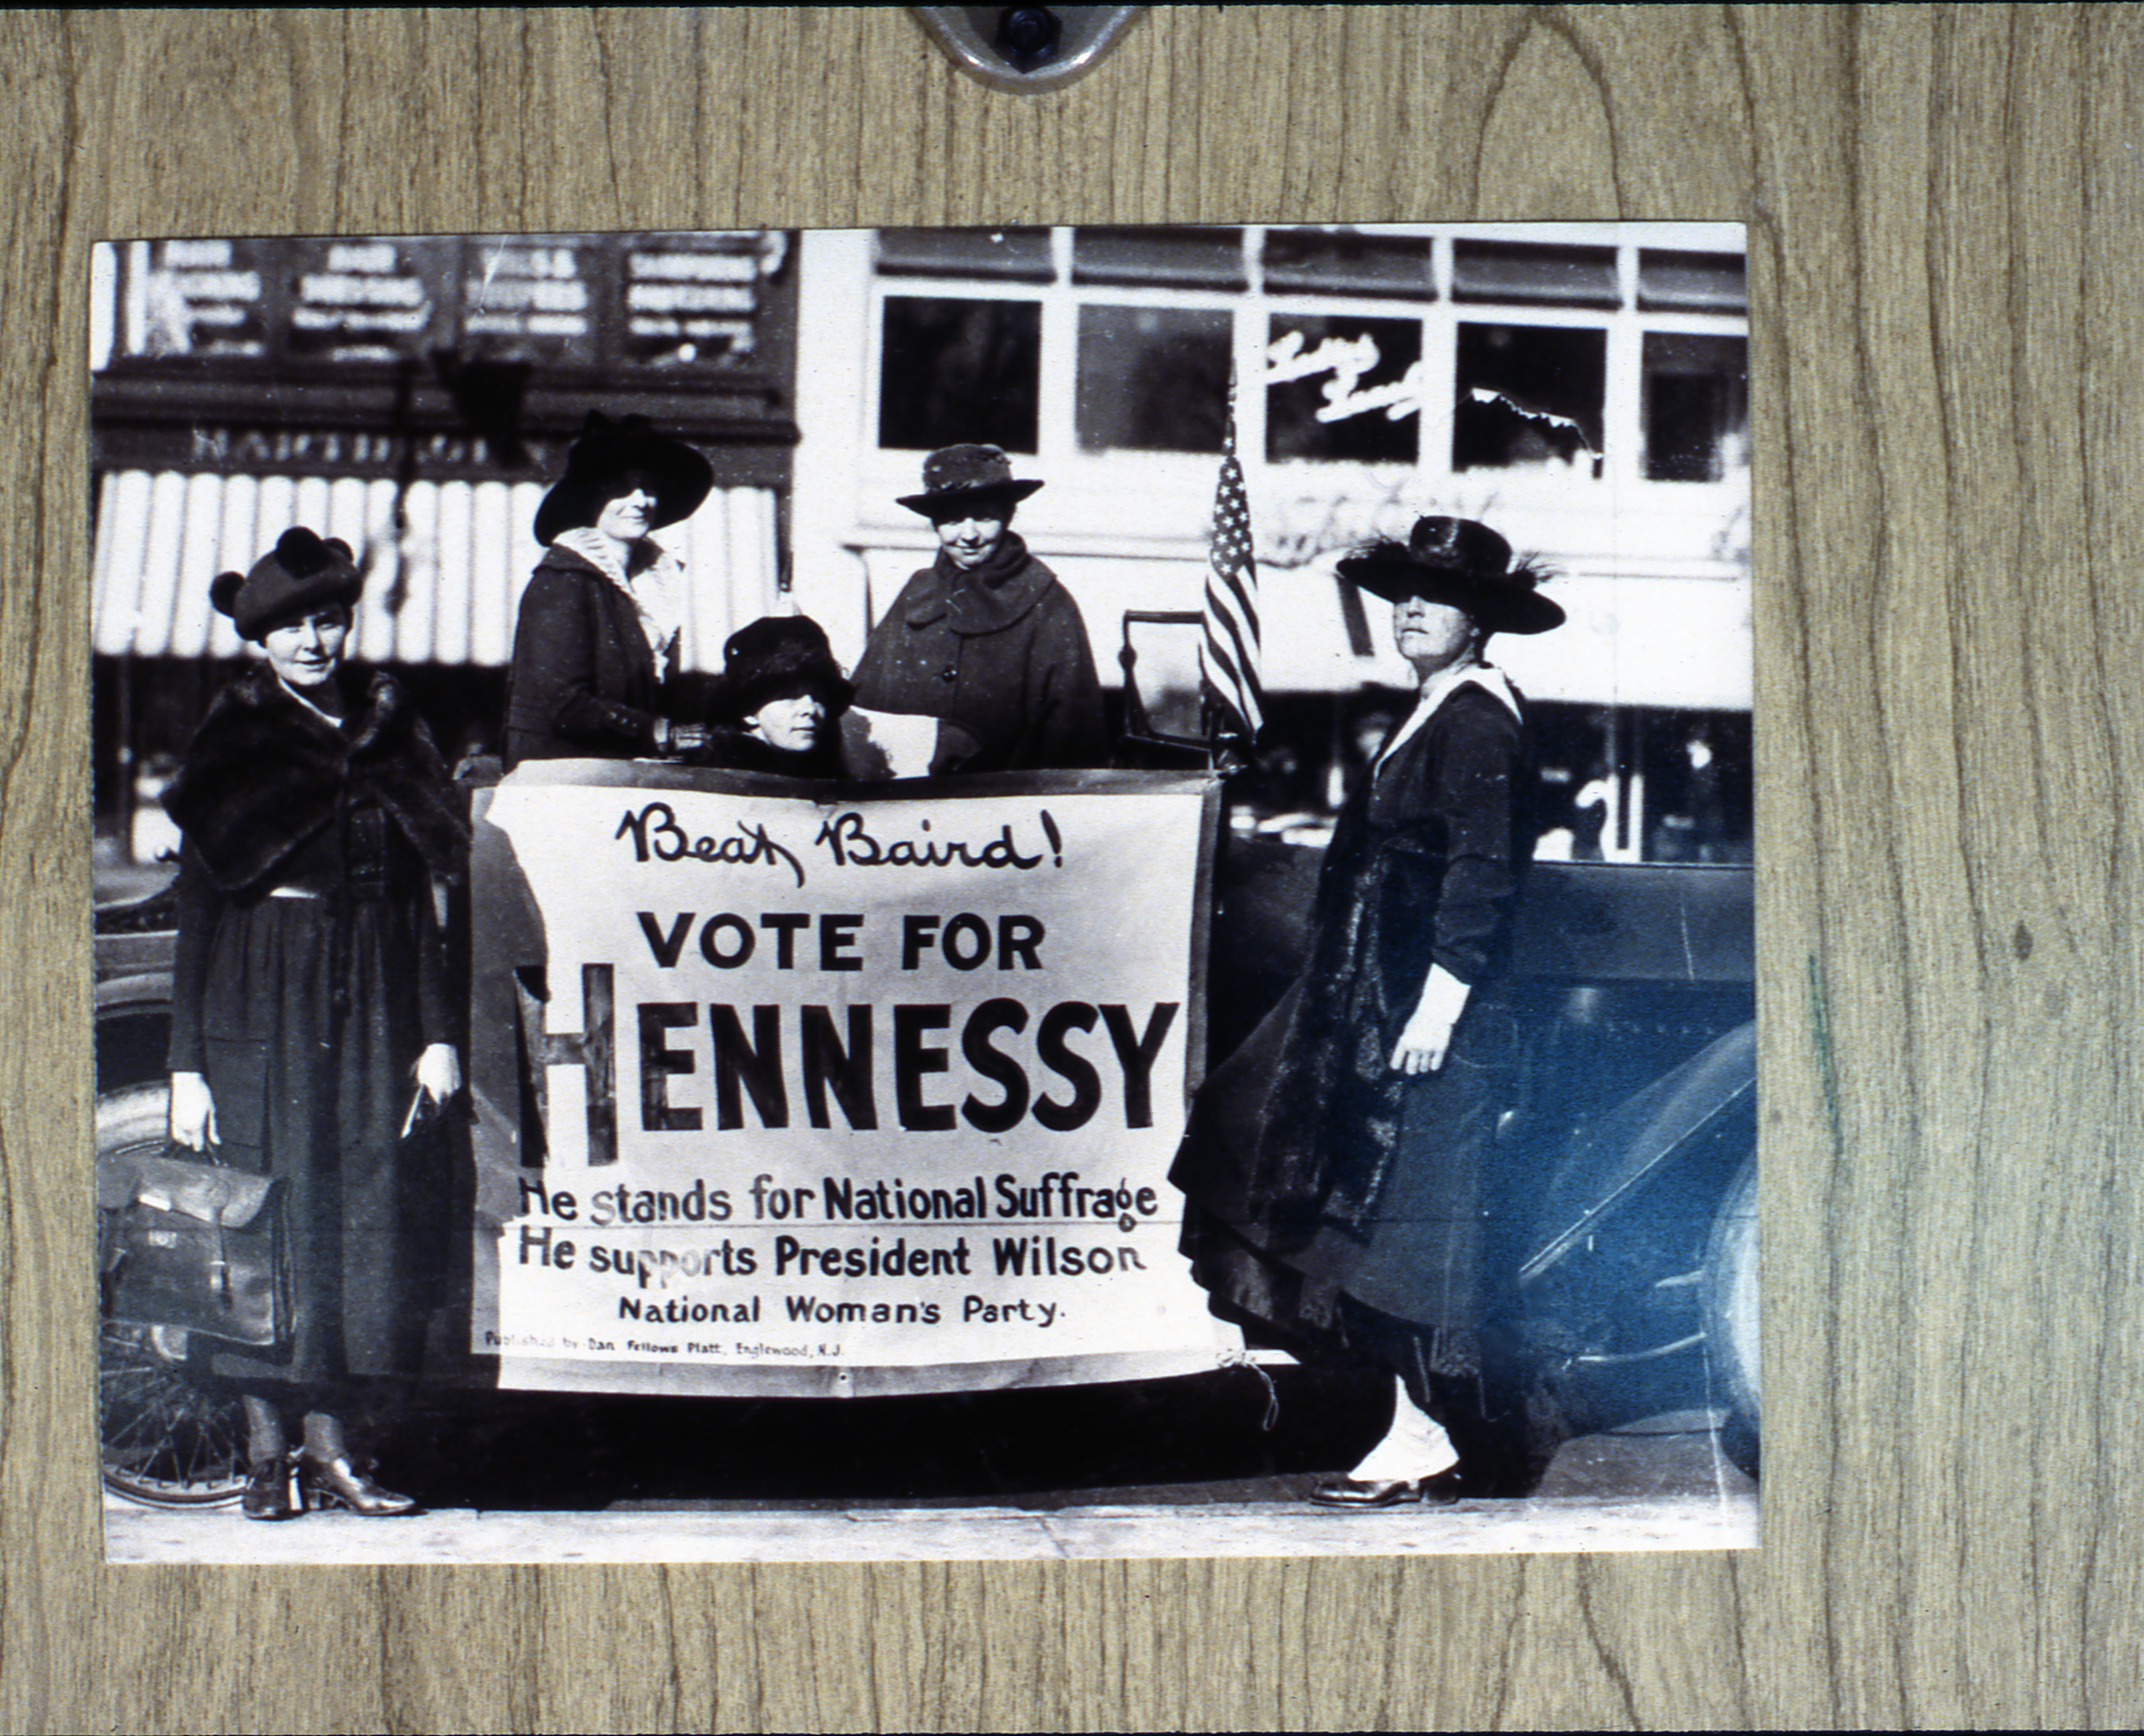 Beat Baird!
VOTE FOR
HENNESSY
He stands for National Suffrage
He supports President Wilson
National Woman's Party.
Published by Dan Fellows Platt, Englewood, N.J.